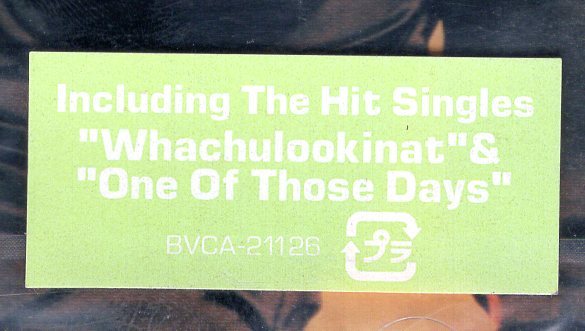 Including The Hit Singles
"Whachulookinat"&
"One Of Those Days"
BVCA-21126
プラ